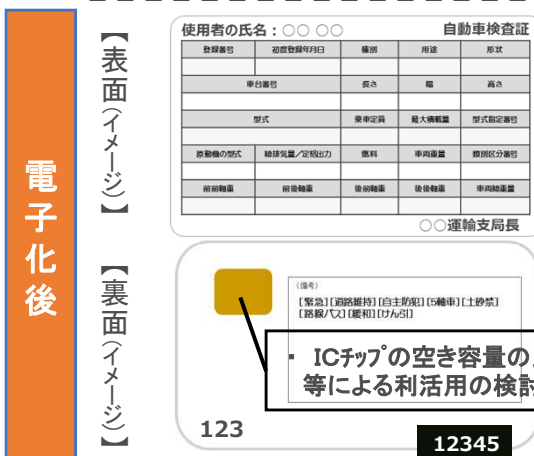 電子化後
【表面（イメージ）】
使用者の氏名：○○ ○○
自動車検査証
登録番号 初度登録年月日 種別 用途 形状
車台番号 長さ 幅 高さ
型式 乗車定員 最大積載量 型式指定番号
原動機の型式 総排気量／定格出力 燃料 車両重量 類別区分番号
前前軸重 前後軸重 後前軸重 後後軸重 車両総重量
○○運輸支局長
【裏面（イメージ）】
（備考）
［緊急］［道路維持］［自主防犯］［5輪車］［土砂禁］
［路線バス］［緩和］［けん引］
・ ICチップの空き容量の
等による利活用の検討
123
12345